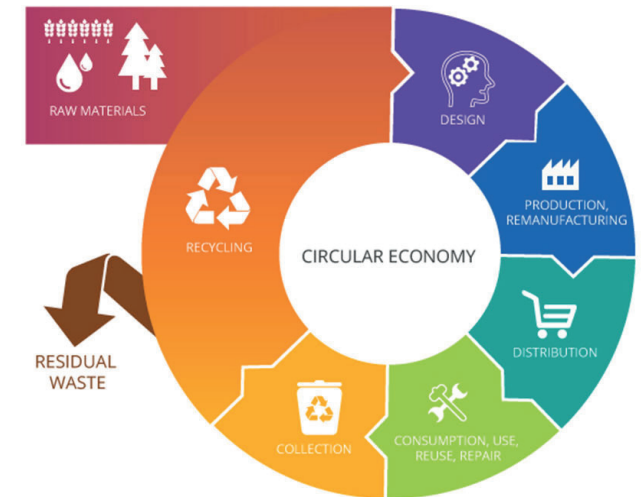 RAW MATERIALS
DESIGN
PRODUCTION,
REMANUFACTURING
RECYCLING
CIRCULAR ECONOMY
DISTRIBUTION
RESIDUAL
WASTE
COLLECTION
CONSUMPTION, USE,
REUSE, REPAIR